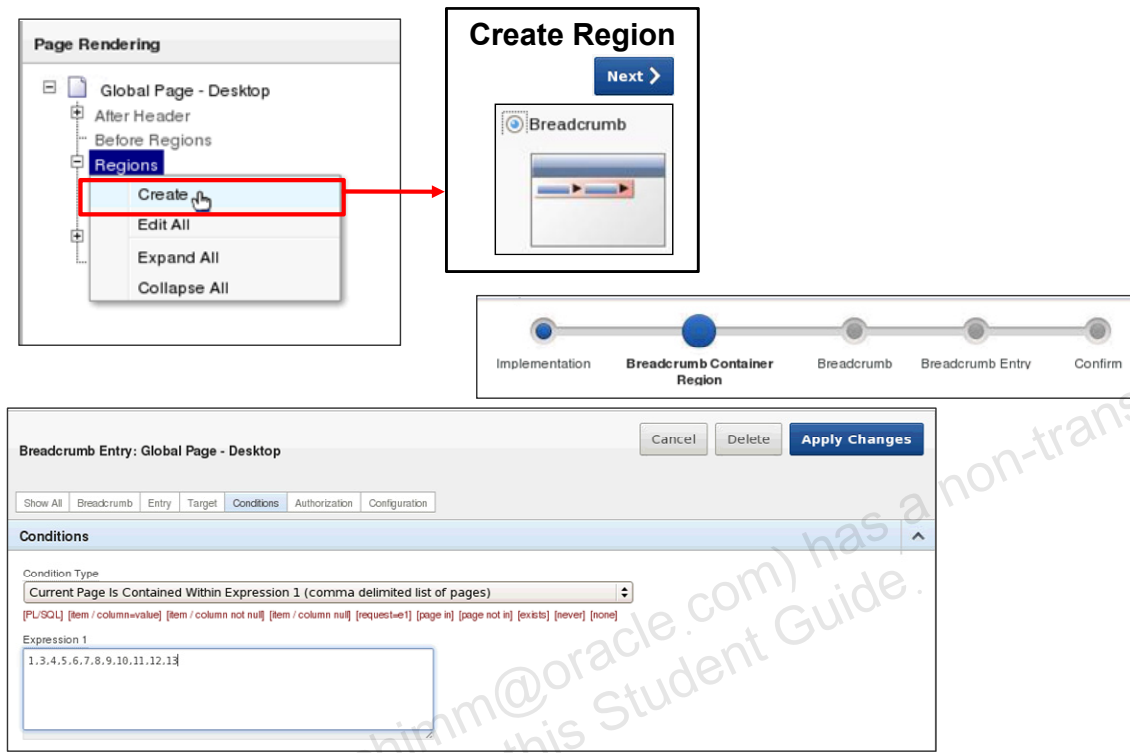 Page Rendering
Global Page - Desktop
After Header
Before Regions
Regions
Create
Edit All
Expand All
Collapse All
Create Region
Next
Breadcrumb
Implementation
Breadcrumb Container
Region
Breadcrumb
Breadcrumb Entry
Confirm
Breadcrumb Entry: Global Page - Desktop
Cancel
Delete
Apply Changes
Show All
Breadcrumb
Entry
Target
Conditions
Authorization
Configuration
Conditions
Condition Type
Current Page Is Contained Within Expression 1 (comma delimited list of pages)
[PL/SQL] [item / column=value] [item / column not null] [item / column null] [request=e1] [page in] [page not in] [exists] [never] [none]
Expression 1
1,3,4,5,6,7,8,9,10,11,12,13
himm@oracle.com) has a non-trans
this Student Guide.